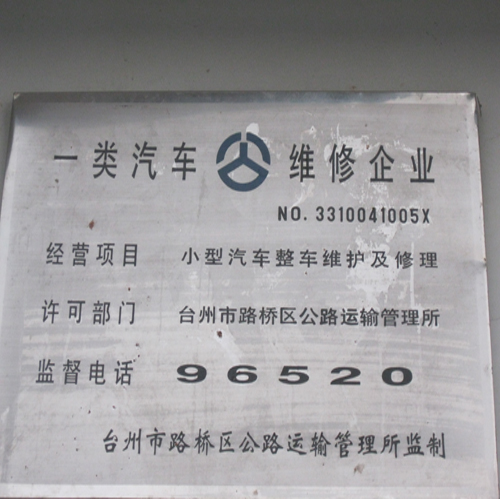 一类汽车 维修企业
NO. 3310041005X
经营项目 小型汽车整车维护及修理
许可部门 台州市路桥区公路运输管理所
监督电话 96520
台州市路桥区公路运输管理所监制